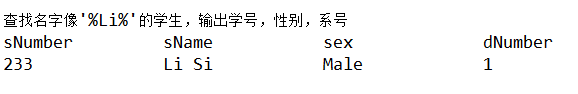 查找名字像'%Li%'的学生，输出学号，性别，系号
sNumber sName sex dNumber
233 Li Si Male 1